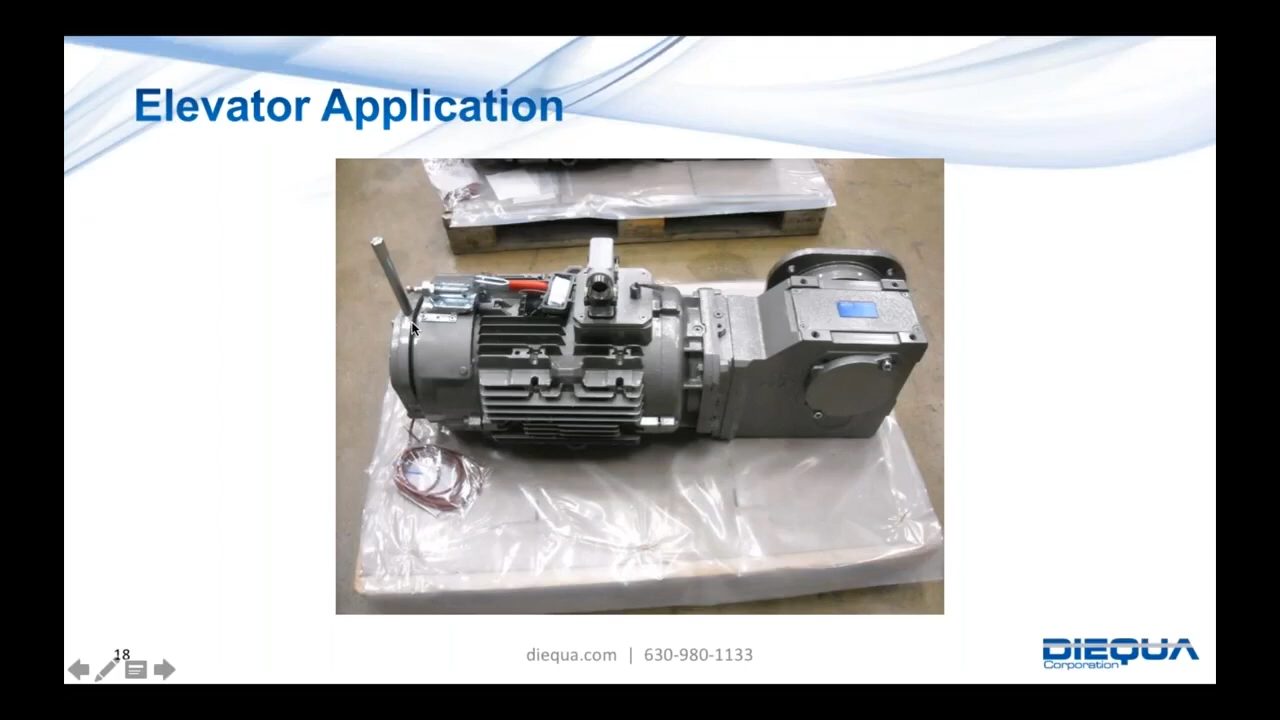 Elevator Application
18
diequa.com | 630-980-1133
DIEQUA
Corporation